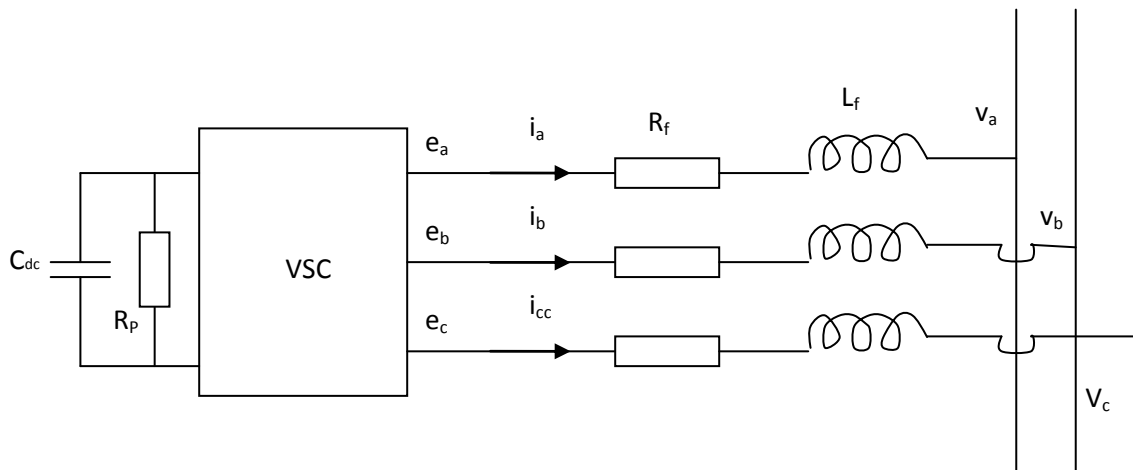 L_f
v_a
i_a
R_f
e_a
i_b
v_b
e_b
C_dc
VSC
R_P
i_cc
e_c
V_c